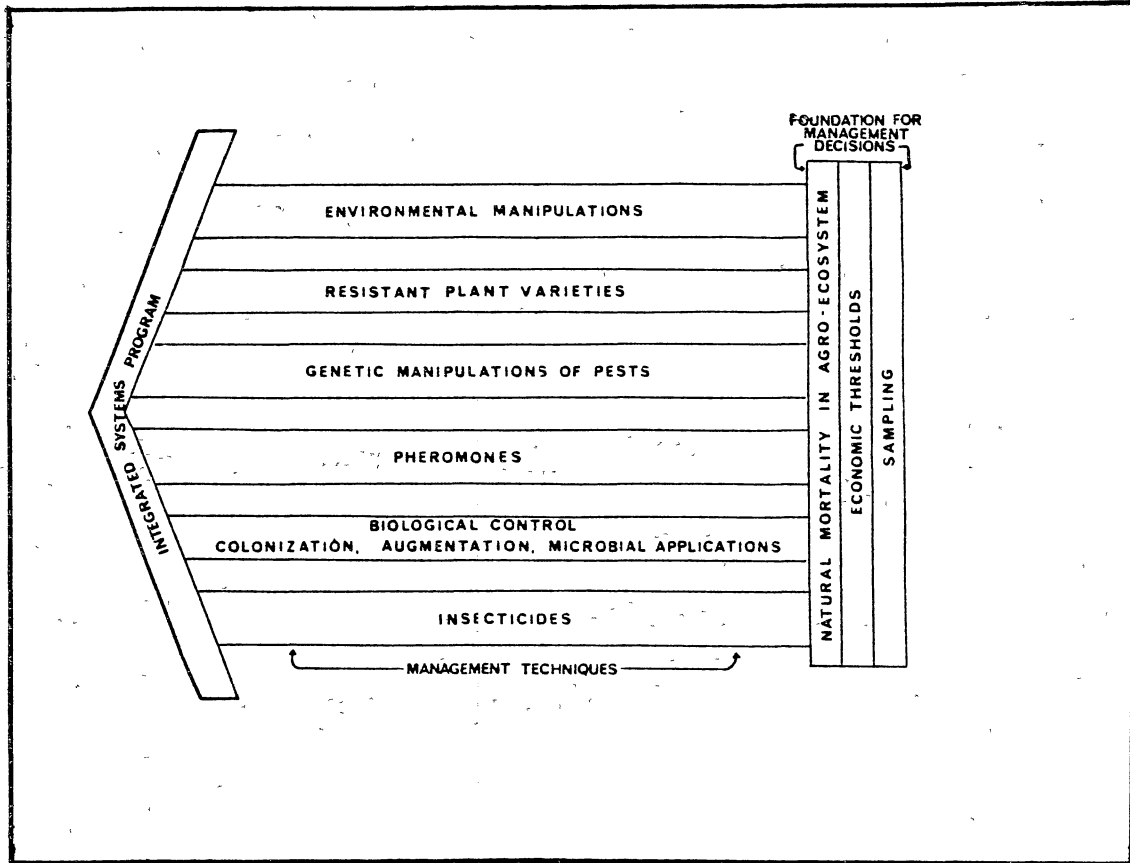 FOUNDATION FOR
MANAGEMENT
DECISIONS
INTEGRATED SYSTEMS PROGRAM
ENVIRONMENTAL MANIPULATIONS
RESISTANT PLANT VARIETIES
GENETIC MANIPULATIONS OF PESTS
PHEROMONES
BIOLOGICAL CONTROL
COLONIZATION, AUGMENTATION, MICROBIAL APPLICATIONS
INSECTICIDES
MANAGEMENT TECHNIQUES
NATURAL MORTALITY IN AGRO-ECOSYSTEM
ECONOMIC THRESHOLDS
SAMPLING